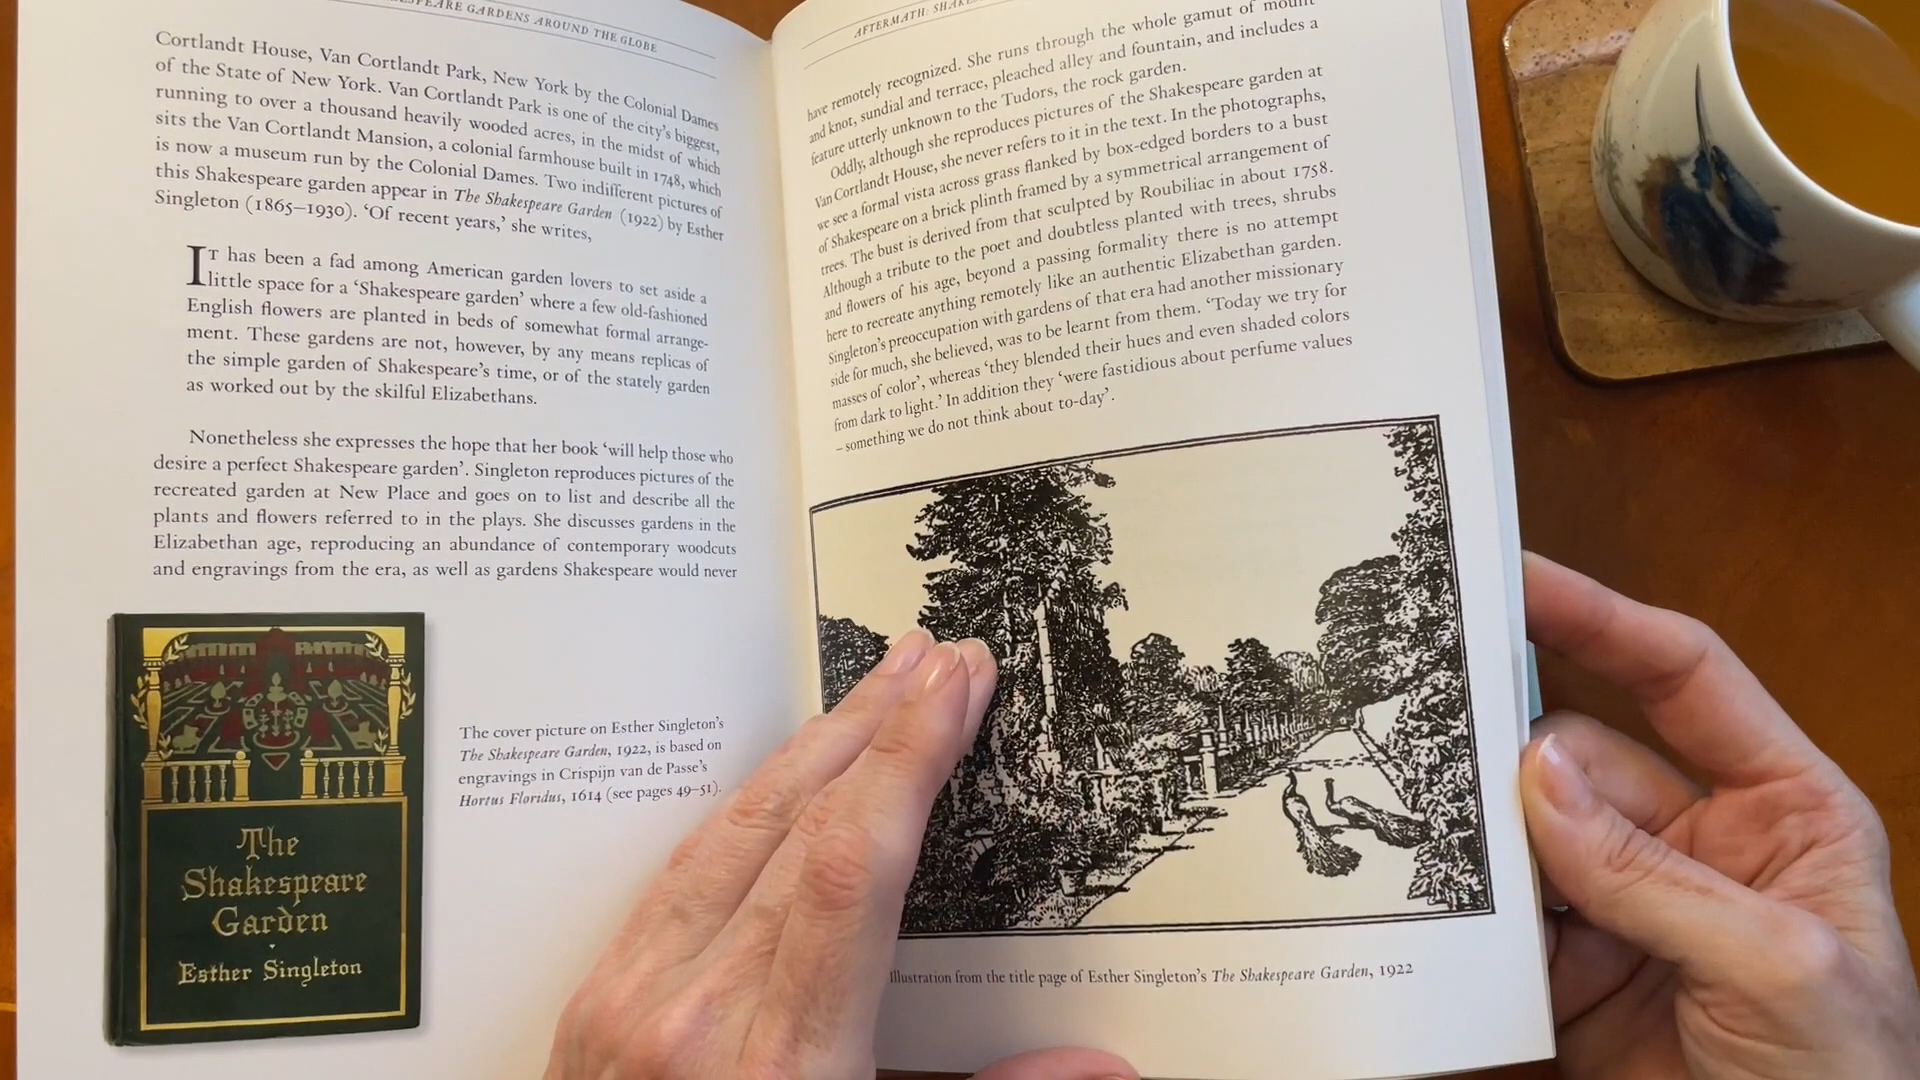 SPEARE GARDENS AROUND THE GLOBE
Cortlandt House, Van Cortlandt Park, New York by the Colonial Dames
of the State of New York. Van Cortlandt Park is one of the city's biggest,
running to over a thousand heavily wooded acres, in the midst of which
sits the Van Cortlandt Mansion, a colonial farmhouse built in 1748, which
is now a museum run by the Colonial Dames. Two indifferent pictures of
this Shakespeare garden appear in The Shakespeare Garden (1922) by Esther
Singleton (1865–1930). ‘Of recent years,’ she writes,
IT has been a fad among American garden lovers to set aside a
little space for a ‘Shakespeare garden’ where a few old-fashioned
English flowers are planted in beds of somewhat formal arrange-
ment. These gardens are not, however, by any means replicas of
the simple garden of Shakespeare's time, or of the stately garden
as worked out by the skilful Elizabethans.
Nonetheless she expresses the hope that her book ‘will help those who
desire a perfect Shakespeare garden’. Singleton reproduces pictures of the
recreated garden at New Place and goes on to list and describe all the
plants and flowers referred to in the plays. She discusses gardens in the
Elizabethan age, reproducing an abundance of contemporary woodcuts
and engravings from the era, as well as gardens Shakespeare would never
The
Shakespeare
Garden
Esther Singleton
The cover picture on Esther Singleton's
The Shakespeare Garden, 1922, is based on
engravings in Crispijn van de Passe's
Hortus Floridus, 1614 (see pages 49–51).
AFTERMATH: SHAKES
have remotely recognized. She runs through the whole gamut of mount
and knot, sundial and terrace, pleached alley and fountain, and includes a
feature utterly unknown to the Tudors, the rock garden.
Oddly, although she reproduces pictures of the Shakespeare garden at
Van Cortlandt House, she never refers to it in the text. In the photographs,
we see a formal vista across grass flanked by box-edged borders to a bust
of Shakespeare on a brick plinth framed by a symmetrical arrangement of
trees. The bust is derived from that sculpted by Roubiliac in about 1758.
Although a tribute to the poet and doubtless planted with trees, shrubs
and flowers of his age, beyond a passing formality there is no attempt
here to recreate anything remotely like an authentic Elizabethan garden.
Singleton's preoccupation with gardens of that era had another missionary
side for much, she believed, was to be learnt from them. ‘Today we try for
masses of color’, whereas ‘they blended their hues and even shaded colors
from dark to light.’ In addition they ‘were fastidious about perfume values
– something we do not think about to-day’.
Illustration from the title page of Esther Singleton's The Shakespeare Garden, 1922